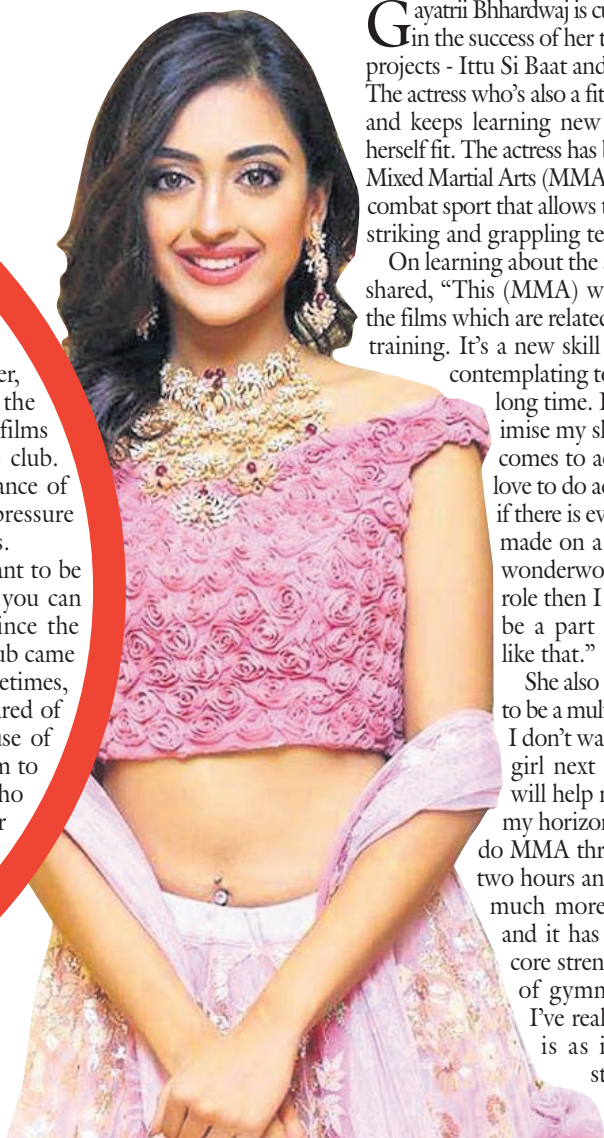 er,
the
films
club.
ance of
pressure
s.
ant to be
you can
ince the
ub came
etimes,
red of
use of
m to
ho
r
Gayatrii Bhhardwaj is cu
in the success of her t
projects - Ittu Si Baat and
The actress who's also a fit
and keeps learning new
herself fit. The actress has b
Mixed Martial Arts (MMA
combat sport that allows t
striking and grappling te
On learning about the
shared, “This (MMA) w
the films which are related
training. It's a new skill
contemplating to
long time. I
imise my sk
comes to ac
love to do ac
if there is ev
made on a
wonderwo
role then I
be a part
like that.”
She also
to be a mult
I don't wa
girl next
will help m
my horizon
do MMA thr
two hours an
much more
and it has
core stren
of gymn
I've real
is as i
st